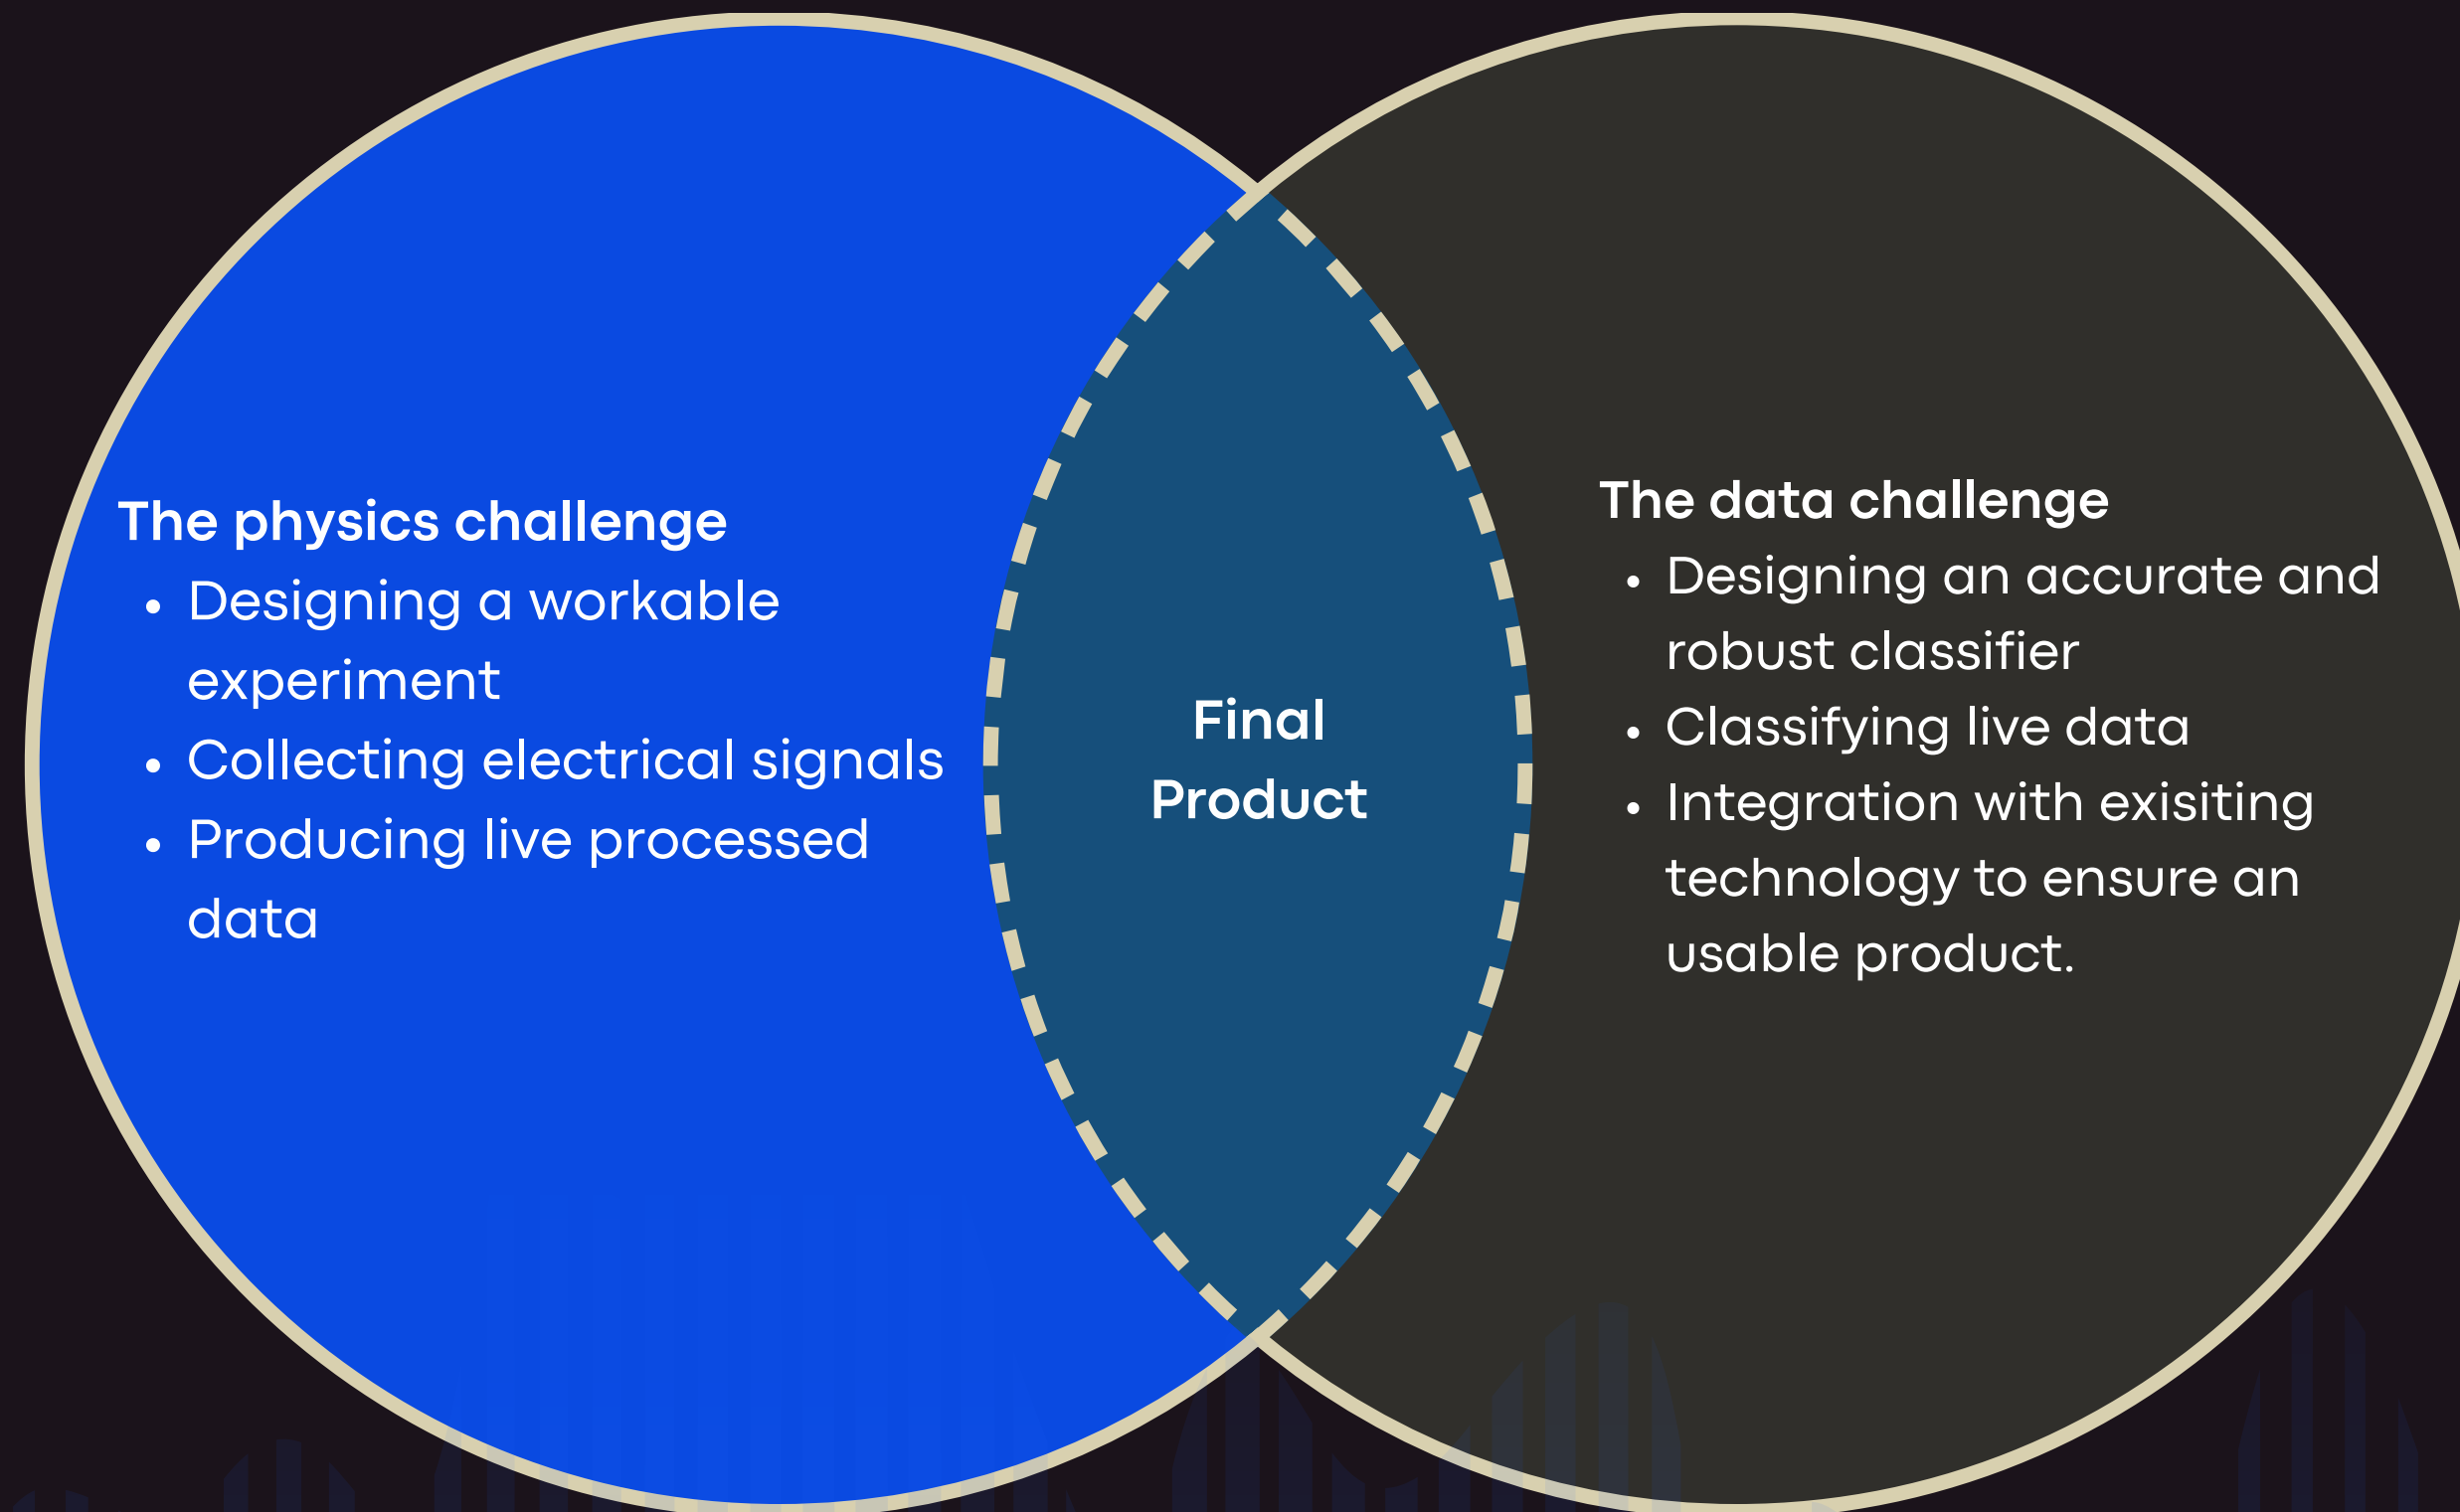 The physics challenge
• Designing a workable
experiment
• Collecting electrical signals
• Producing live processed
data
Final
Product
The data challenge
• Designing an accurate and
robust classifier
• Classifying live data
• Integration with existing
technology to ensure an
usable product.